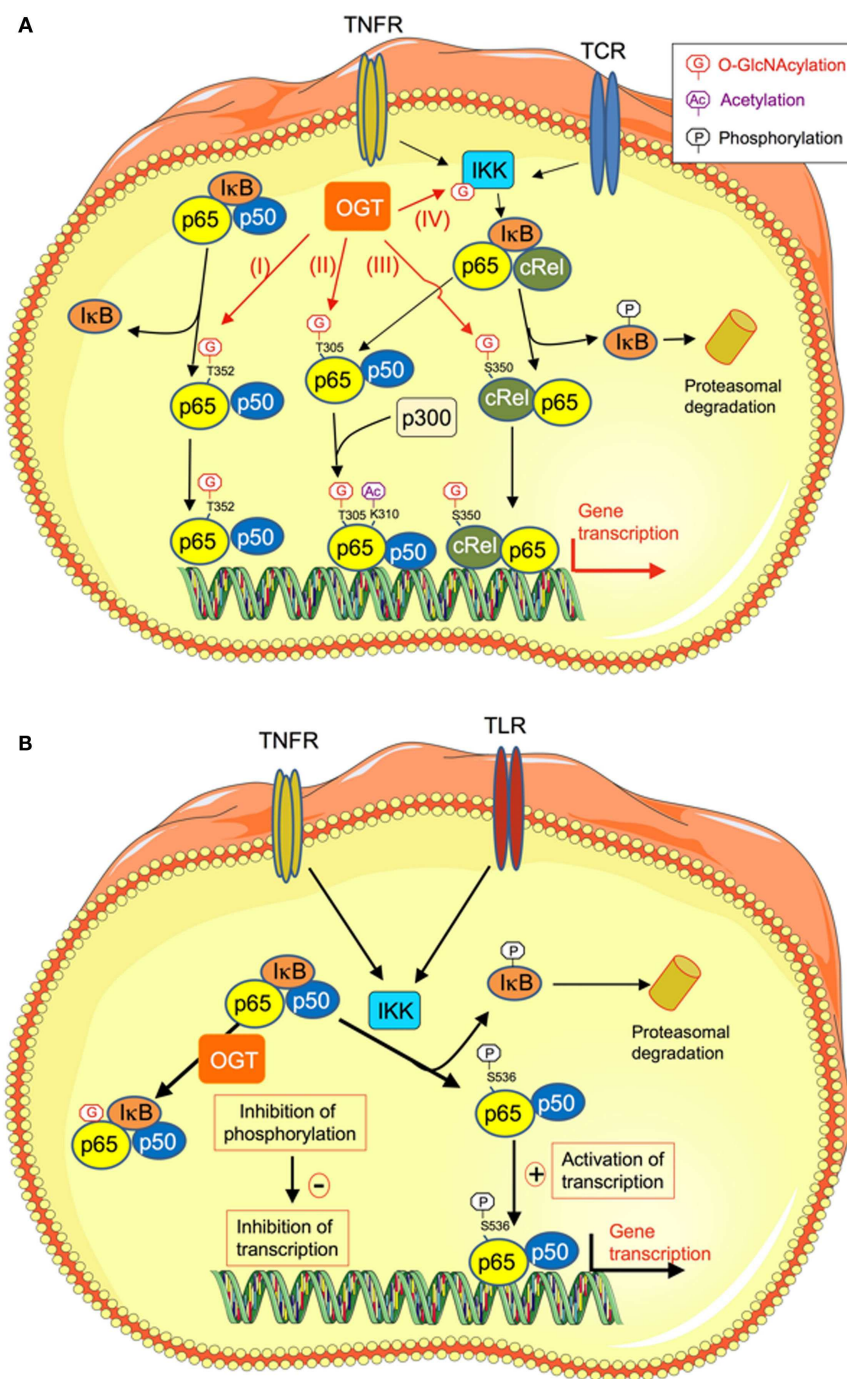 A
TNFR
TCR
G O-GlcNAcylation
Ac Acetylation
P Phosphorylation
IKK
G
IκB
p65 p50
OGT
(IV)
IκB
p65 cRel
(I)
(II)
(III)
IκB
P
IκB
Proteasomal
degradation
G
T352
p65 p50
G
T305
p65 p50
G
S350
cRel p65
p300
G
T352
p65 p50
G Ac
T305 K310
p65 p50
G
S350
cRel p65
Gene
transcription
B
TNFR
TLR
IκB
p65 p50
IKK
P
IκB
Proteasomal
degradation
OGT
G IκB
p65 p50
Inhibition of
phosphorylation
-
Inhibition of
transcription
P
S536
p65 p50
+
Activation of
transcription
P
S536
p65 p50
Gene
transcription